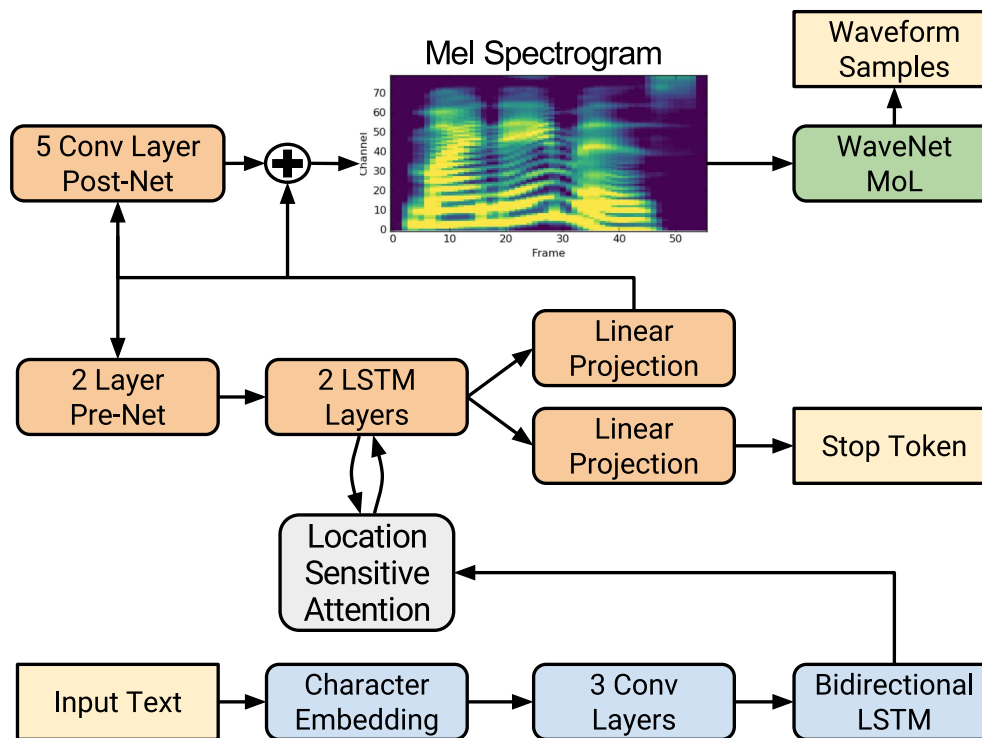 Waveform
Samples
Mel Spectrogram
5 Conv Layer
Post-Net
WaveNet
MoL
Channel
70
60
50
40
30
20
10
0
0 10 20 30 40 50
Frame
Linear
Projection
2 Layer
Pre-Net
2 LSTM
Layers
Linear
Projection
Stop Token
Location
Sensitive
Attention
Input Text
Character
Embedding
3 Conv
Layers
Bidirectional
LSTM